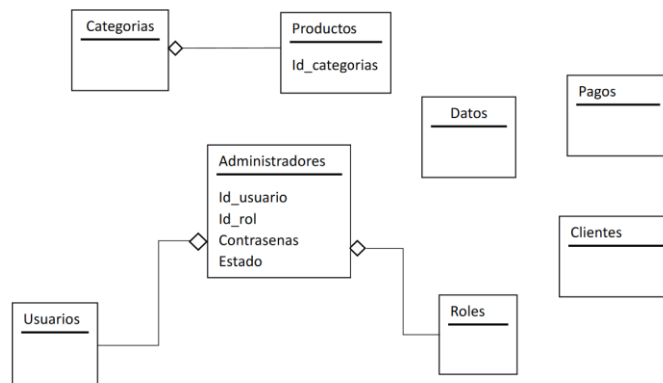 Categorias
Productos
Id_categorias
Datos
Pagos
Administradores
Id_usuario
Id_rol
Contrasenas
Estado
Clientes
Usuarios
Roles